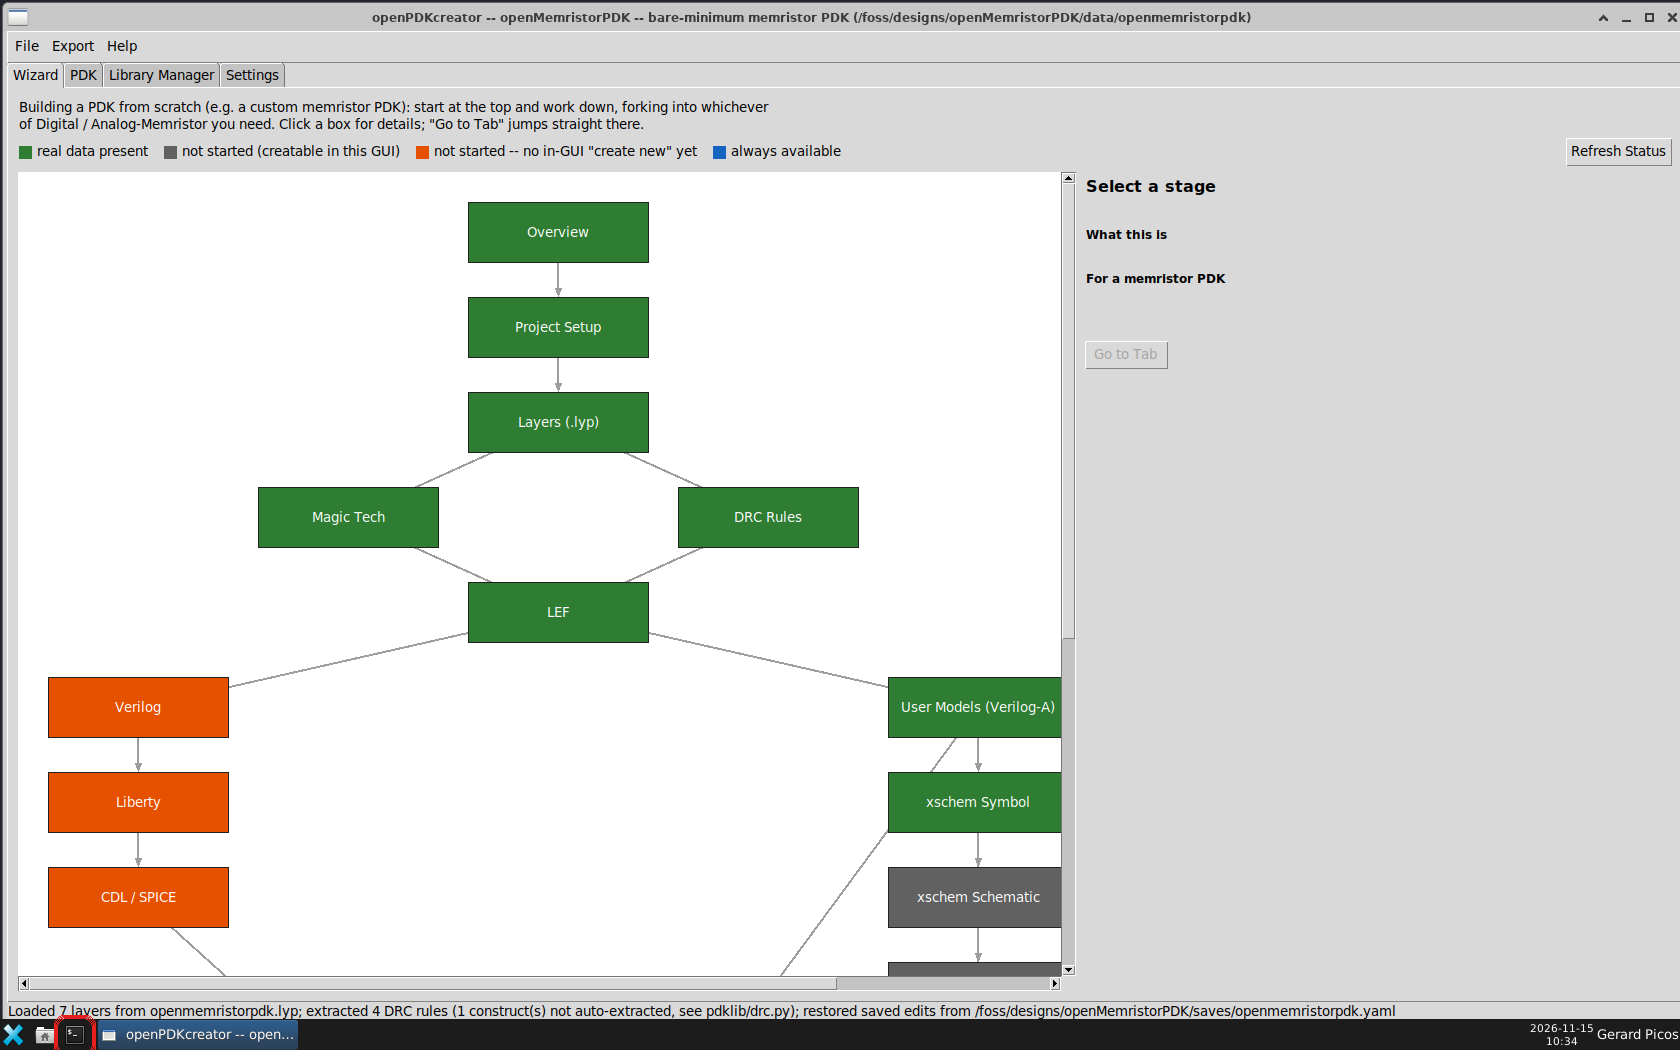 openPDKcreator -- openMemristorPDK -- bare-minimum memristor PDK (/foss/designs/openMemristorPDK/data/openmemristorpdk)
File Export Help
Wizard PDK Library Manager Settings
Building a PDK from scratch (e.g. a custom memristor PDK): start at the top and work down, forking into whichever
of Digital / Analog-Memristor you need. Click a box for details; "Go to Tab" jumps straight there.
real data present not started (creatable in this GUI) not started -- no in-GUI "create new" yet always available
Refresh Status
Select a stage
What this is
For a memristor PDK
Go to Tab
Overview
Project Setup
Layers (.lyp)
Magic Tech DRC Rules
LEF
Verilog User Models (Verilog-A)
Liberty xschem Symbol
CDL / SPICE xschem Schematic
Loaded 7 layers from openmemristorpdk.lyp; extracted 4 DRC rules (1 construct(s) not auto-extracted, see pdklib/drc.py); restored saved edits from /foss/designs/openMemristorPDK/saves/openmemristorpdk.yaml
openPDKcreator -- open...
2026-11-15
10:34
Gerard Picos